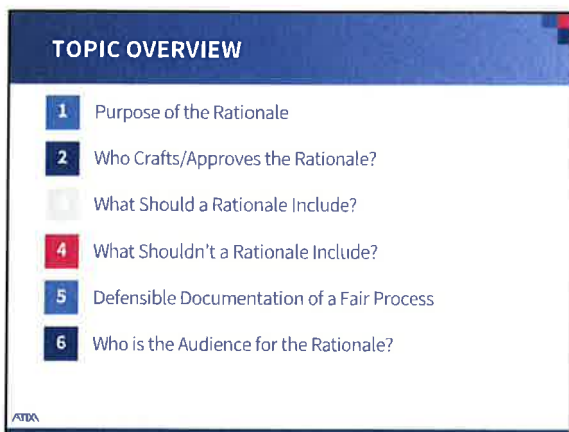 TOPIC OVERVIEW
1 Purpose of the Rationale
2 Who Crafts/Approves the Rationale?
What Should a Rationale Include?
4 What Shouldn't a Rationale Include?
5 Defensible Documentation of a Fair Process
6 Who is the Audience for the Rationale?
ATIXA